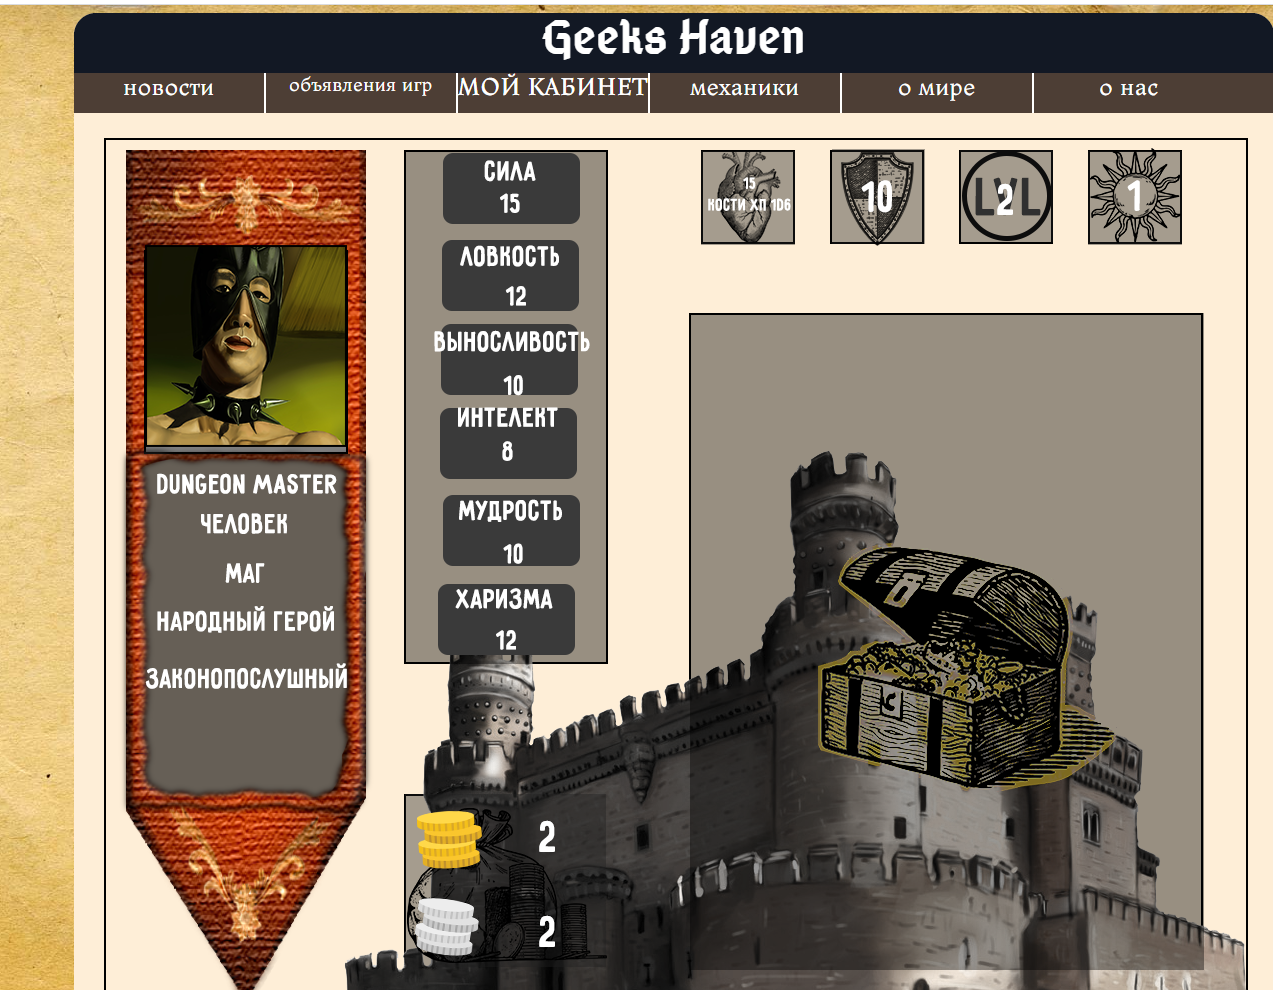 Geeks Haven
новости
объявления игр
МОЙ КАБИНЕТ
механики
о мире
о нас
DUNGEON MASTER
ЧЕЛОВЕК
МАГ
НАРОДНЫЙ ГЕРОЙ
ЗАКОНОПОСЛУШНЫЙ
СИЛА
15
ЛОВКОСТЬ
12
ВЫНОСЛИВОСТЬ
10
ИНТЕЛЕКТ
8
МУДРОСТЬ
10
ХАРИЗМА
12
15
КОСТИ ХП 1D6
10
LVL
2
1
2
2